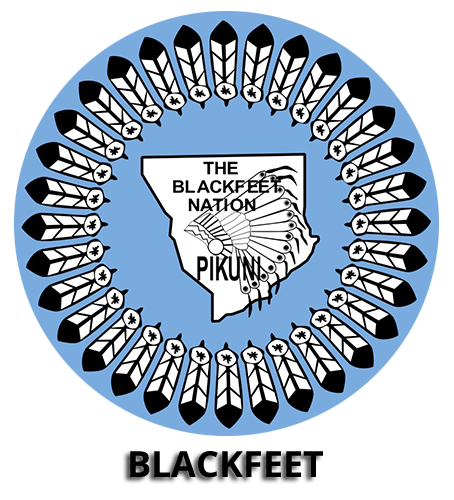 THE
BLACKFEET
NATION
PIKUNI
BLACKFEET